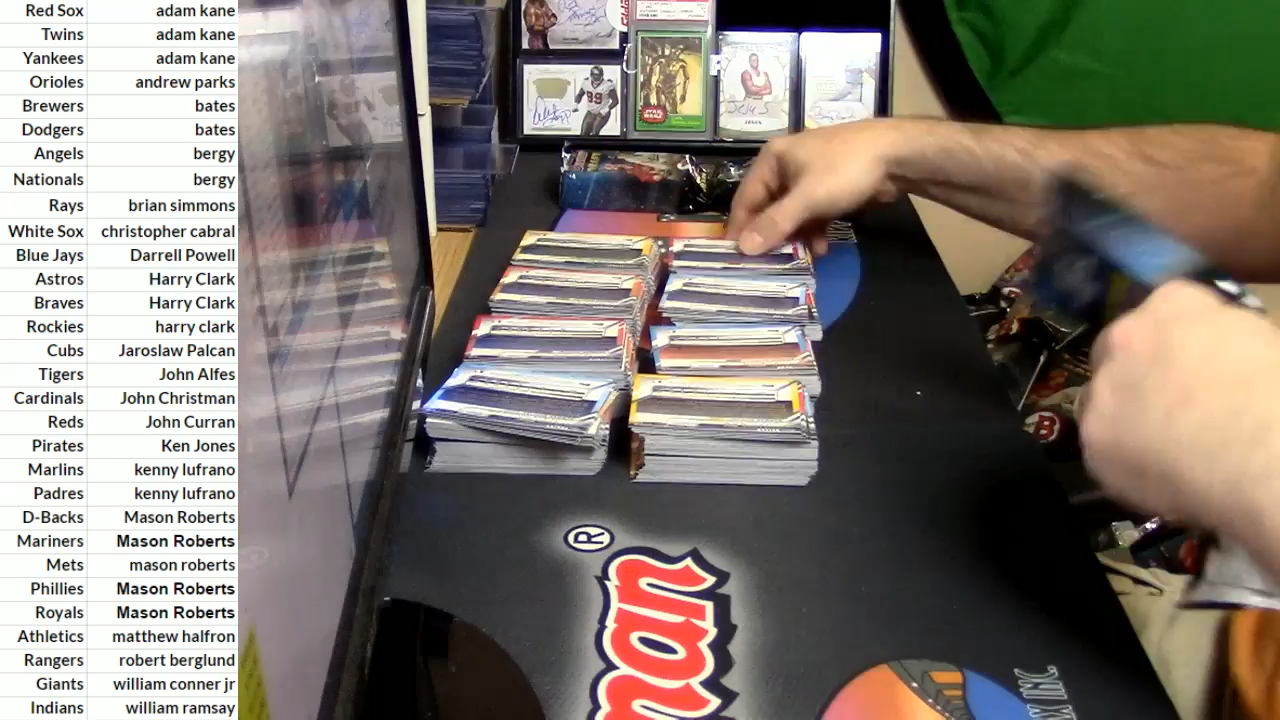 Red Sox adam kane
Twins adam kane
Yankees adam kane
Orioles andrew parks
Brewers bates
Dodgers bates
Angels bergy
Nationals bergy
Rays brian simmons
White Sox christopher cabral
Blue Jays Darrell Powell
Astros Harry Clark
Braves Harry Clark
Rockies harry clark
Cubs Jaroslaw Palcan
Tigers John Alfes
Cardinals John Christman
Reds John Curran
Pirates Ken Jones
Marlins kenny lufrano
Padres kenny lufrano
D-Backs Mason Roberts
Mariners Mason Roberts
Mets mason roberts
Phillies Mason Roberts
Royals Mason Roberts
Athletics matthew halfron
Rangers robert berglund
Giants william conner jr
Indians william ramsay
STAR WARS
®
man
INC.